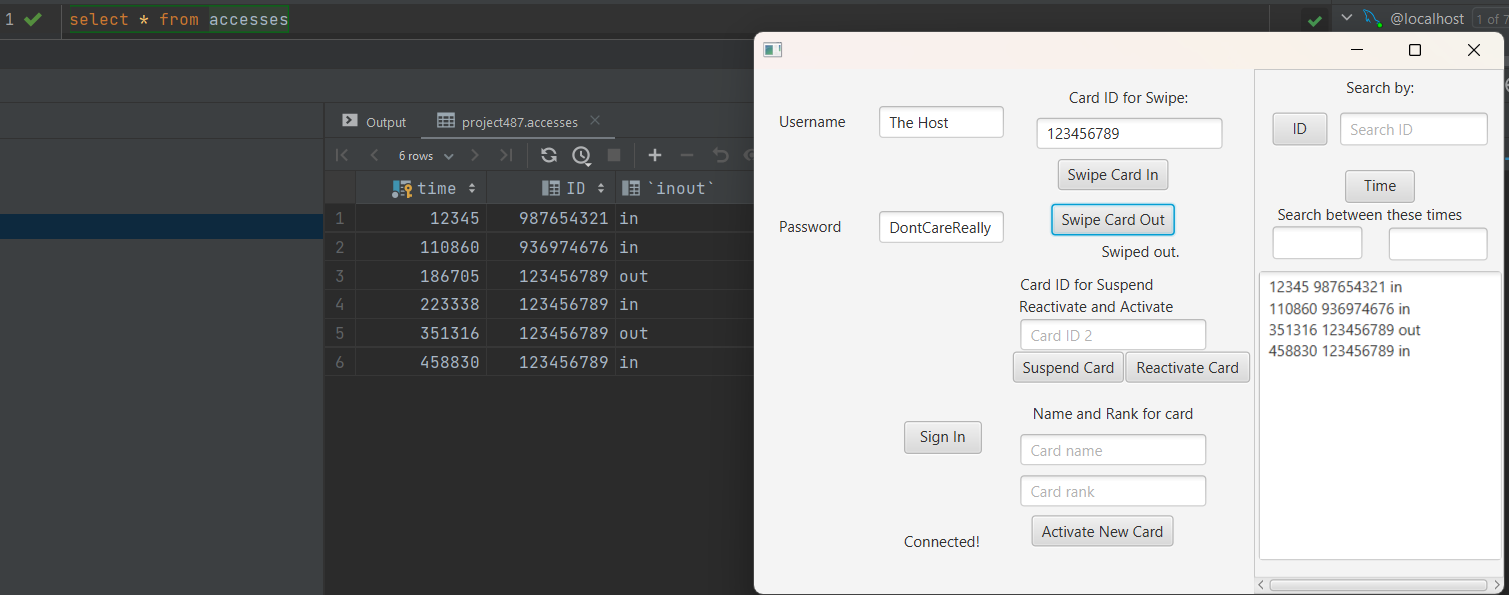 1 select * from accesses
@localhost 1 of 7
Output project487.accesses
6 rows
time ID `inout`
1 12345 987654321 in
2 110860 936974676 in
3 186705 123456789 out
4 223338 123456789 in
5 351316 123456789 out
6 458830 123456789 in
Username The Host
Password DontCareReally
Sign In
Connected!
Card ID for Swipe:
123456789
Swipe Card In
Swipe Card Out
Swiped out.
Card ID for Suspend
Reactivate and Activate
Card ID 2
Suspend Card Reactivate Card
Name and Rank for card
Card name
Card rank
Activate New Card
Search by:
ID Search ID
Time
Search between these times
12345 987654321 in
110860 936974676 in
351316 123456789 out
458830 123456789 in